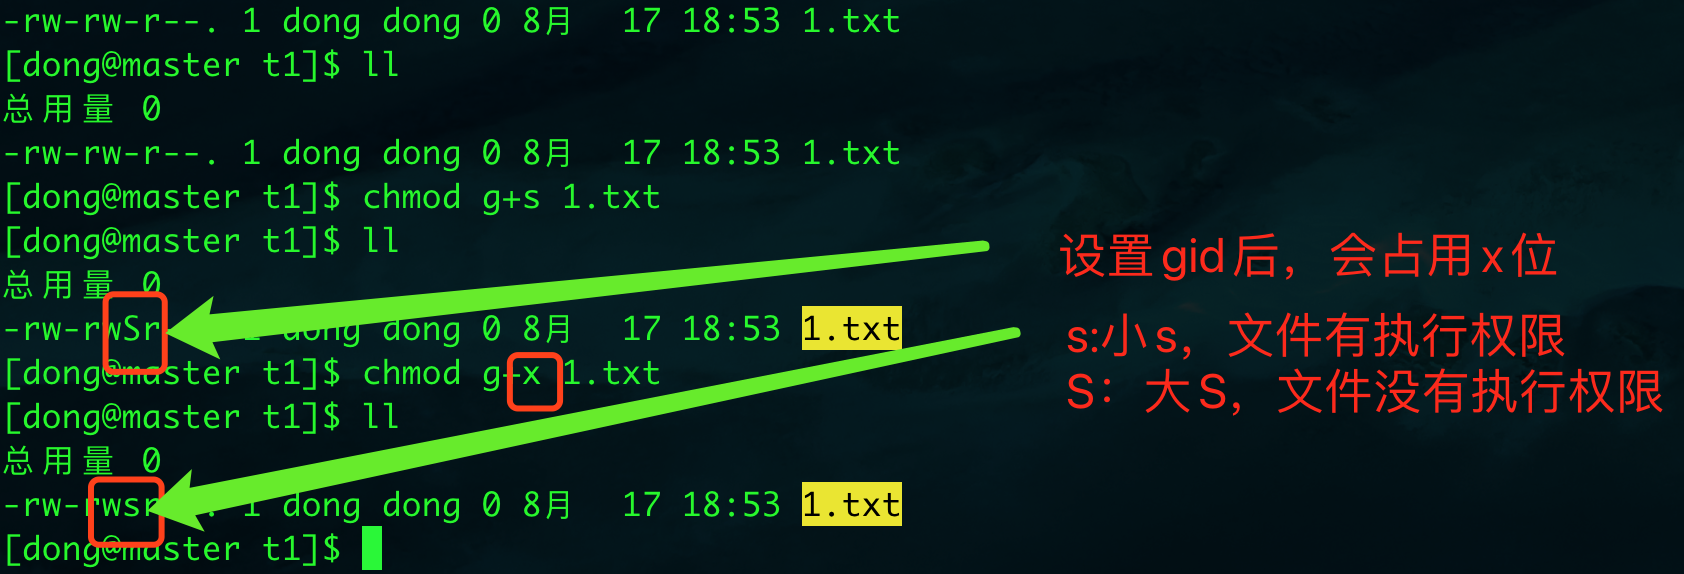 -rw-rw-r--. 1 dong dong 0 8月 17 18:53 1.txt
[dong@master t1]$ ll
总用量 0
-rw-rw-r--. 1 dong dong 0 8月 17 18:53 1.txt
[dong@master t1]$ chmod g+s 1.txt
[dong@master t1]$ ll
总用量 0
-rw-rwSr 1 dong dong 0 8月 17 18:53 1.txt
[dong@master t1]$ chmod g+x 1.txt
[dong@master t1]$ ll
总用量 0
-rw-rwsr . 1 dong dong 0 8月 17 18:53 1.txt
[dong@master t1]$
设置gid后，会占用x位
s:小s，文件有执行权限
S：大S，文件没有执行权限